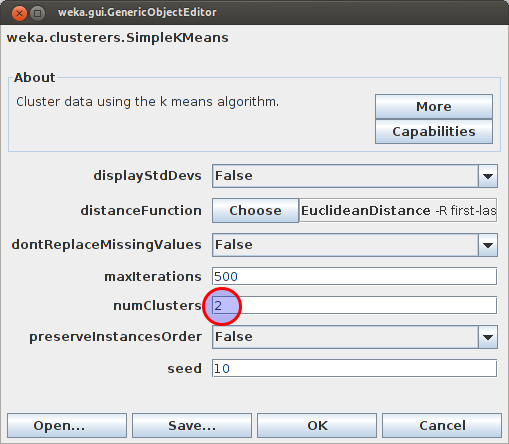 weka.gui.GenericObjectEditor
weka.clusterers.SimpleKMeans
About
Cluster data using the k means algorithm.
More
Capabilities
displayStdDevs False
distanceFunction Choose EuclideanDistance -R first-las
dontReplaceMissingValues False
maxIterations 500
numClusters 2
preserveInstancesOrder False
seed 10
Open... Save... OK Cancel